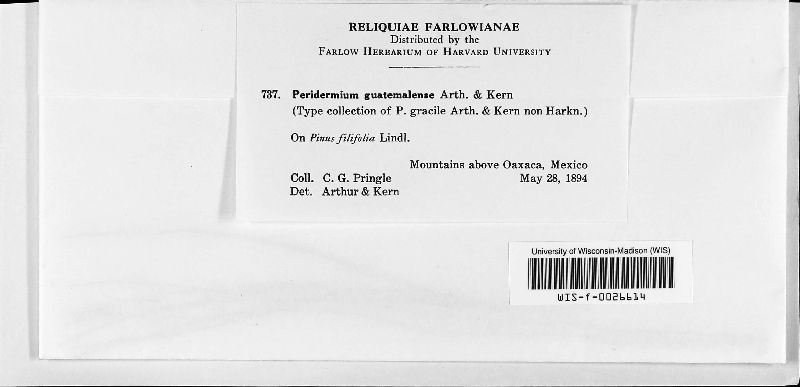 RELIQUIAE FARLOWIANAE
Distributed by the
FARLOW HERBARIUM OF HARVARD UNIVERSITY
737. Peridermium guatemalense Arth. & Kern
(Type collection of P. gracile Arth. & Kern non Harkn.)
On Pinus filifolia Lindl.
Mountains above Oaxaca, Mexico
Coll. C. G. Pringle May 28, 1894
Det. Arthur & Kern
University of Wisconsin-Madison (WIS)
WIS-f-0026614